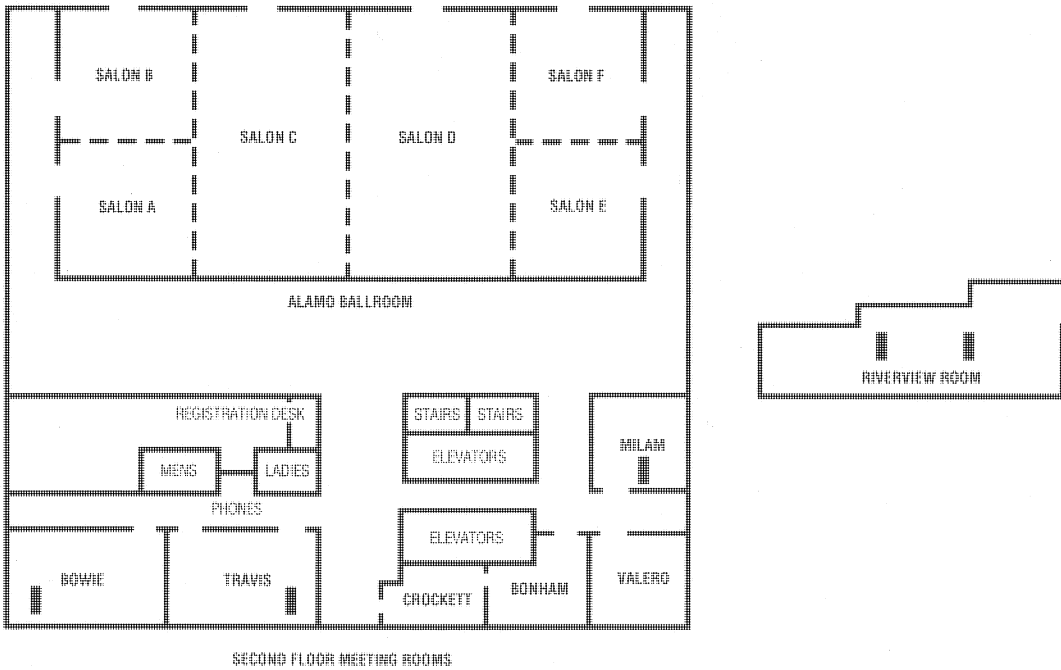 SALON B
SALON F
SALON C
SALON D
SALON A
SALON E
ALAMO BALLROOM
RIVERVIEW ROOM
REGISTRATION DESK
STAIRS
STAIRS
MILAM
ELEVATORS
MENS
LADIES
PHONES
ELEVATORS
BOWIE
TRAVIS
VALERO
BONHAM
CROCKETT
SECOND FLOOR MEETING ROOMS